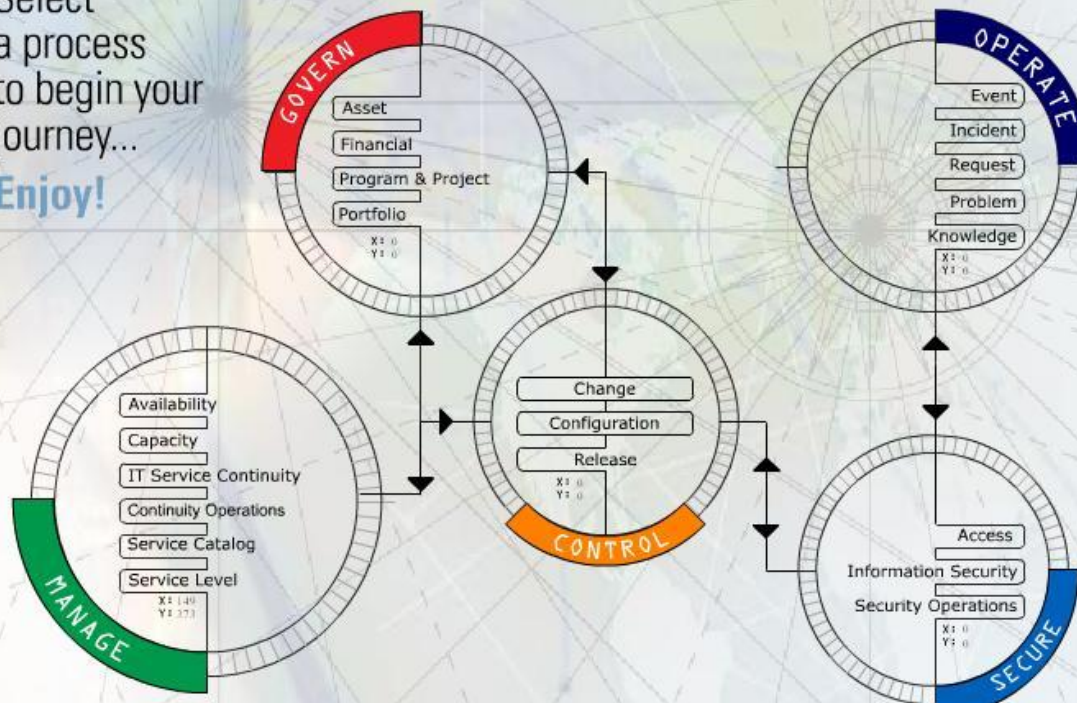 Select
a process
to begin your
journey...
Enjoy!
GOVERN
Asset
Financial
Program & Project
Portfolio
X: 0
Y: 0
OPERATE
Event
Incident
Request
Problem
Knowledge
X: 0
Y: 0
MANAGE
Availability
Capacity
IT Service Continuity
Continuity Operations
Service Catalog
Service Level
X: 149
Y: 373
Change
Configuration
Release
X: 0
Y: 0
CONTROL
Access
Information Security
Security Operations
X: 0
Y: 0
SECURE